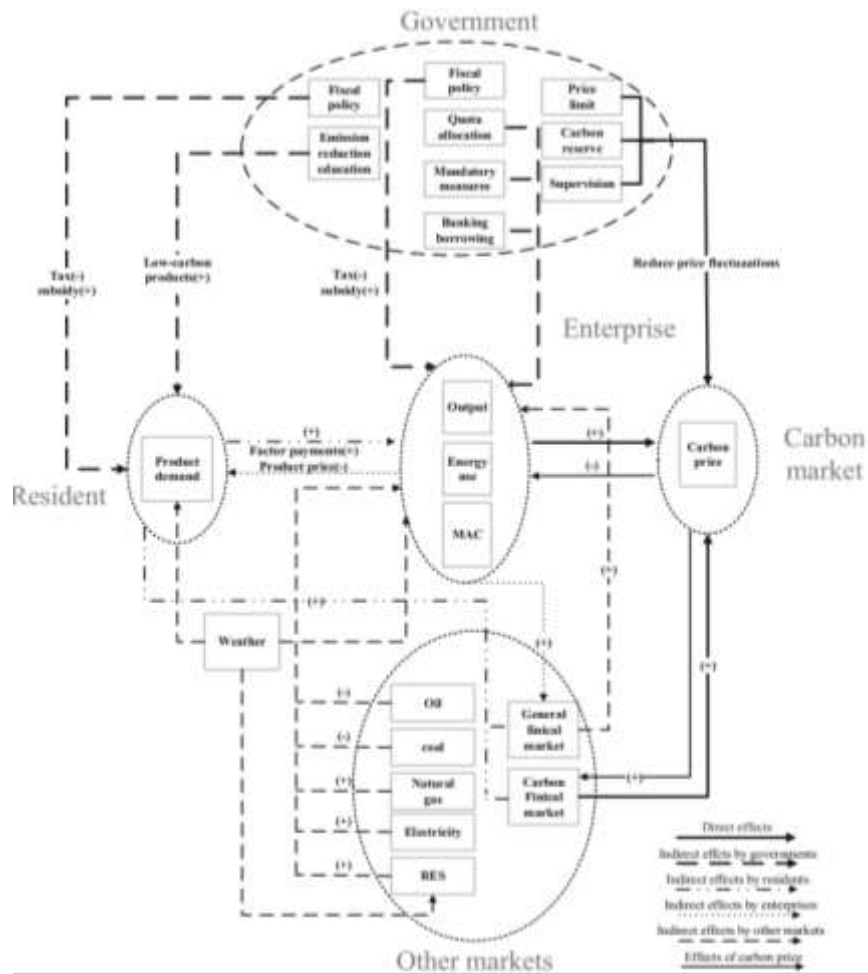 Government
Fiscal
policy
Emission
reduction
education
Fiscal
policy
Quota
allocation
Mandatory
measures
Banking
borrowing
Price
limit
Carbon
reserve
Supervision
Tax(-)
subsidy(+)
Low-carbon
products(+)
Tax(-)
subsidy(+)
Reduce price fluctuations
Enterprise
Resident
Product
demand
(+)
Factor payments(+)
Product price(-)
Output
Energy
use
MAC
(+)
(-)
Carbon
price
Carbon
market
(+)
(+)
(+)
(+)
Weather
(-)
Oil
(-)
coal
(+)
Natural
gas
(+)
Electricity
(+)
RES
General
finical
market
Carbon
Finical
market
(+)
Other markets
Direct effects
Indirect effcts by governments
Indirect effects by residents
Indirect effects by enterprises
Indirect effects by other markets
Effects of carbon price